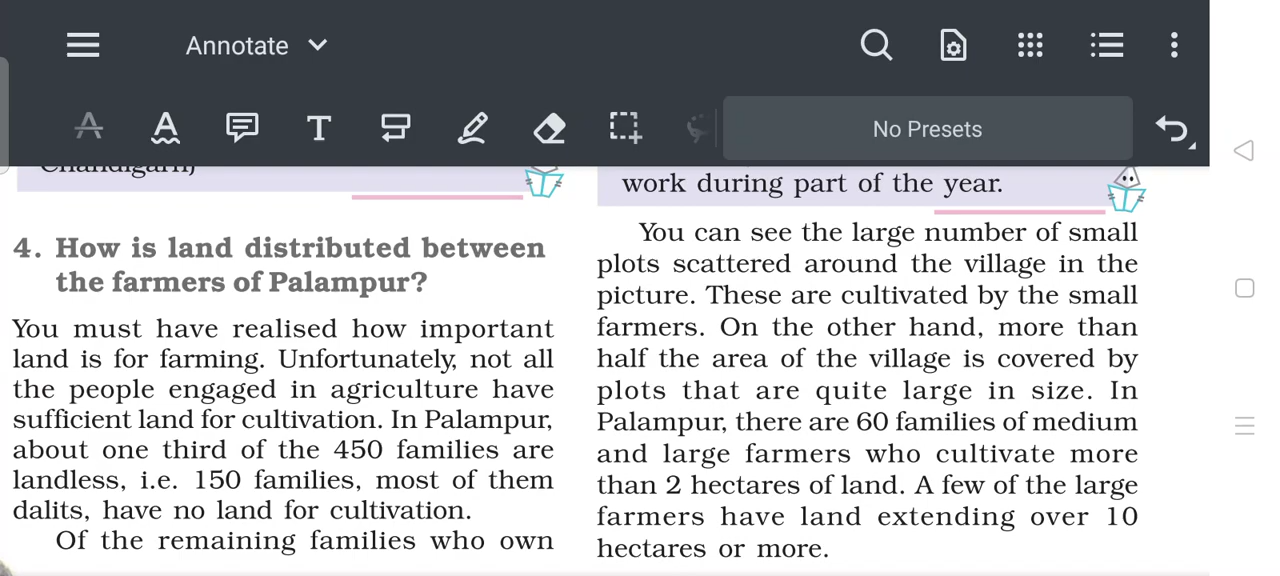 Annotate
No Presets
Chandigarh)
4. How is land distributed between
the farmers of Palampur?
You must have realised how important
land is for farming. Unfortunately, not all
the people engaged in agriculture have
sufficient land for cultivation. In Palampur,
about one third of the 450 families are
landless, i.e. 150 families, most of them
dalits, have no land for cultivation.
Of the remaining families who own
work during part of the year.
You can see the large number of small
plots scattered around the village in the
picture. These are cultivated by the small
farmers. On the other hand, more than
half the area of the village is covered by
plots that are quite large in size. In
Palampur, there are 60 families of medium
and large farmers who cultivate more
than 2 hectares of land. A few of the large
farmers have land extending over 10
hectares or more.